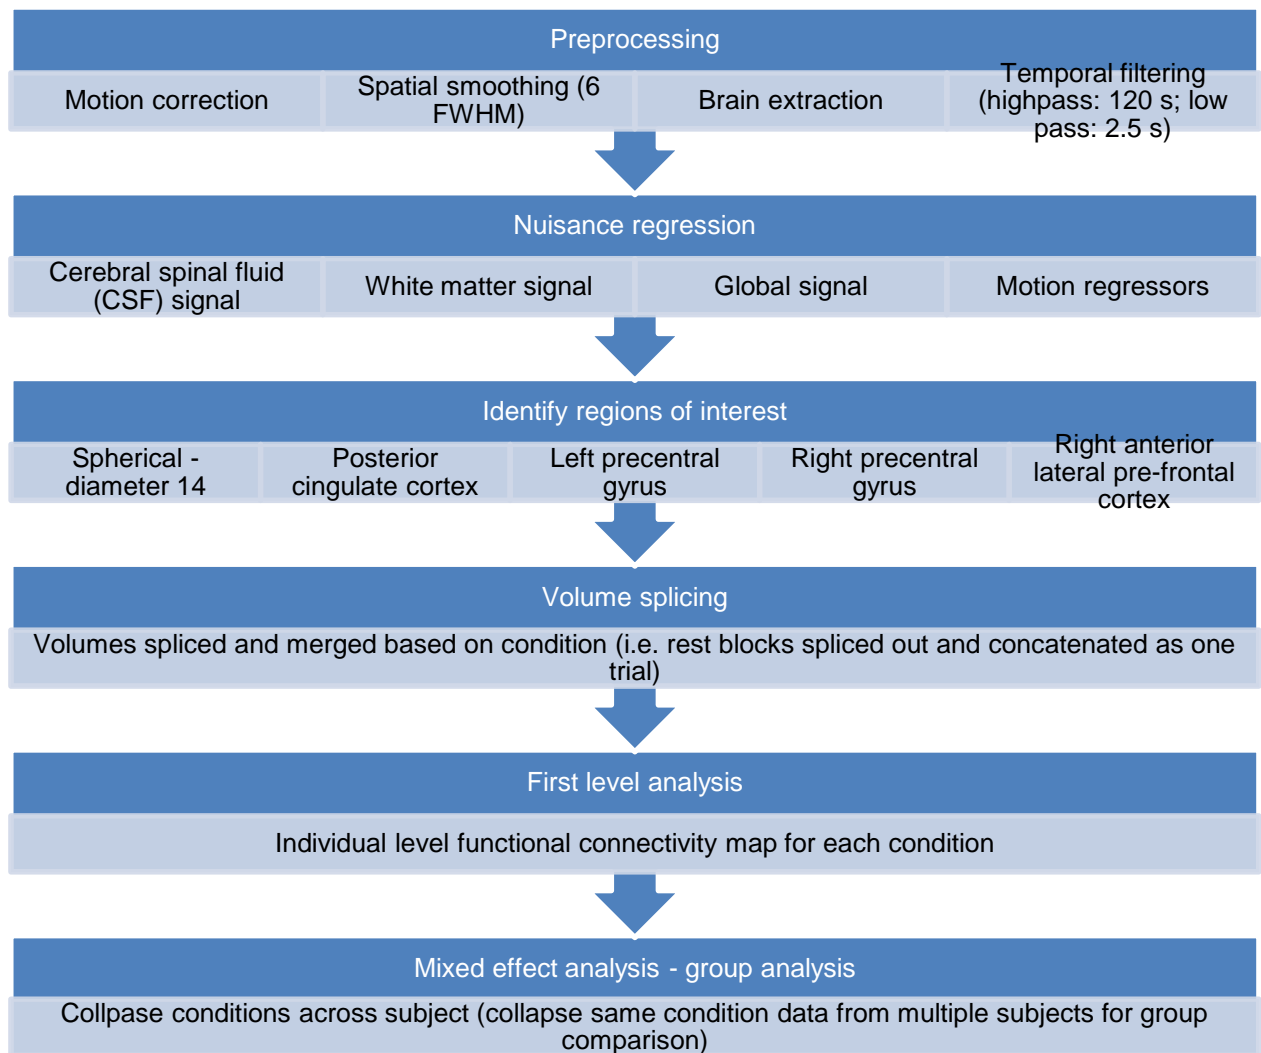 Preprocessing
Motion correction
Spatial smoothing (6
FWHM)
Brain extraction
Temporal filtering
(highpass: 120 s; low
pass: 2.5 s)
Nuisance regression
Cerebral spinal fluid
(CSF) signal
White matter signal
Global signal
Motion regressors
Identify regions of interest
Spherical -
diameter 14
Posterior
cingulate cortex
Left precentral
gyrus
Right precentral
gyrus
Right anterior
lateral pre-frontal
cortex
Volume splicing
Volumes spliced and merged based on condition (i.e. rest blocks spliced out and concatenated as one
trial)
First level analysis
Individual level functional connectivity map for each condition
Mixed effect analysis - group analysis
Collpase conditions across subject (collapse same condition data from multiple subjects for group
comparison)